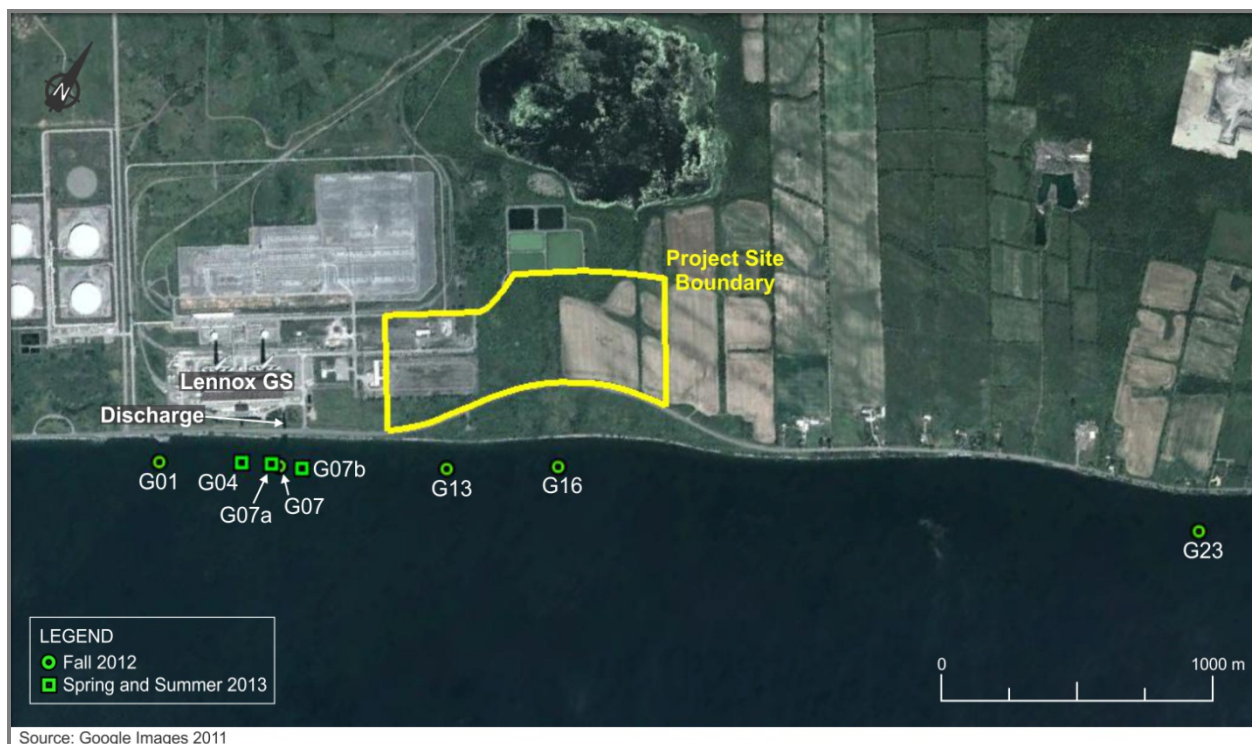 N
Project Site
Boundary
Lennox GS
Discharge
G01
G04
G07a
G07
G07b
G13
G16
G23
LEGEND
Fall 2012
Spring and Summer 2013
0
1000 m
Source: Google Images 2011